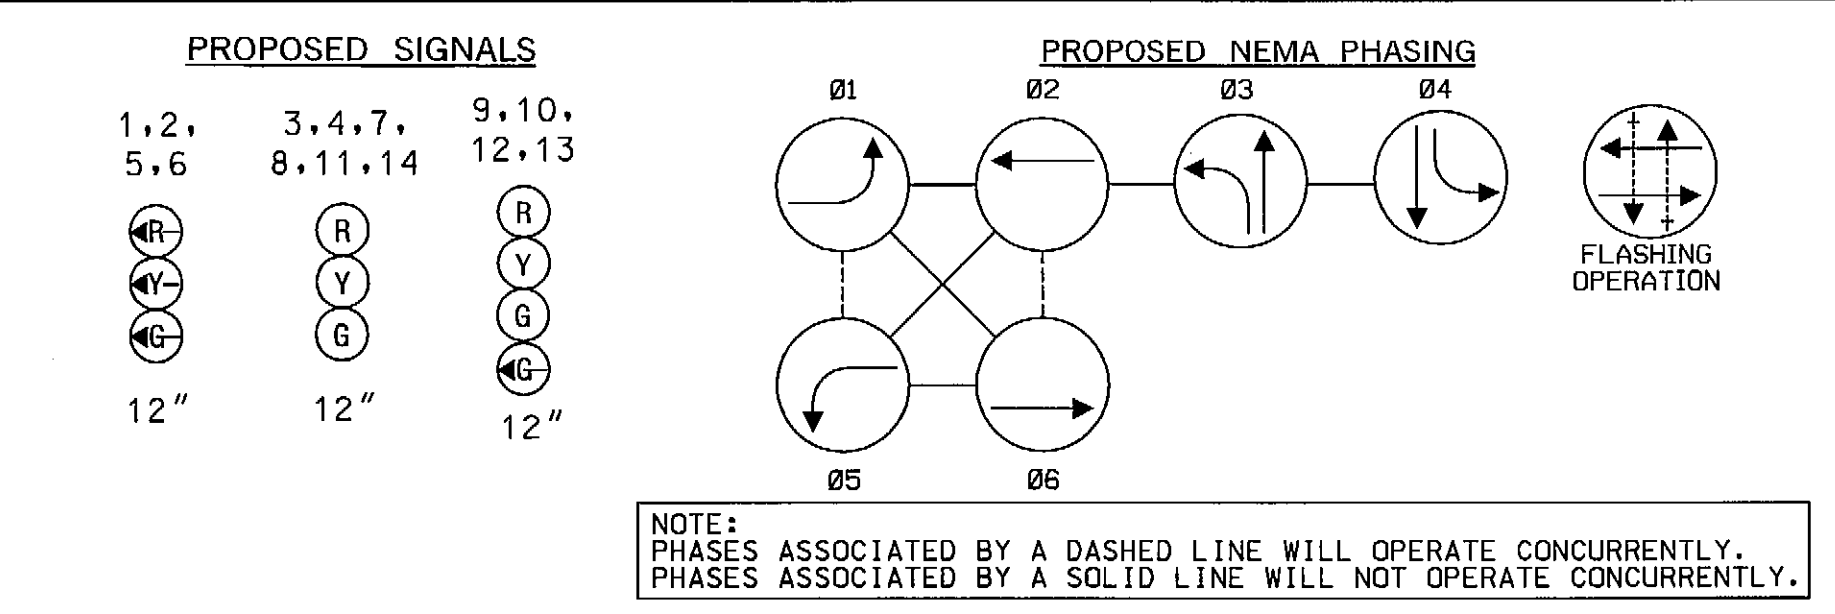 PROPOSED SIGNALS
1,2,
5,6
3,4,7,
8,11,14
9,10,
12,13
R
Y
G
12"
R
Y
G
12"
R
Y
G
G
12"
PROPOSED NEMA PHASING
Ø1
Ø2
Ø3
Ø4
Ø5
Ø6
FLASHING
OPERATION
NOTE:
PHASES ASSOCIATED BY A DASHED LINE WILL OPERATE CONCURRENTLY.
PHASES ASSOCIATED BY A SOLID LINE WILL NOT OPERATE CONCURRENTLY.